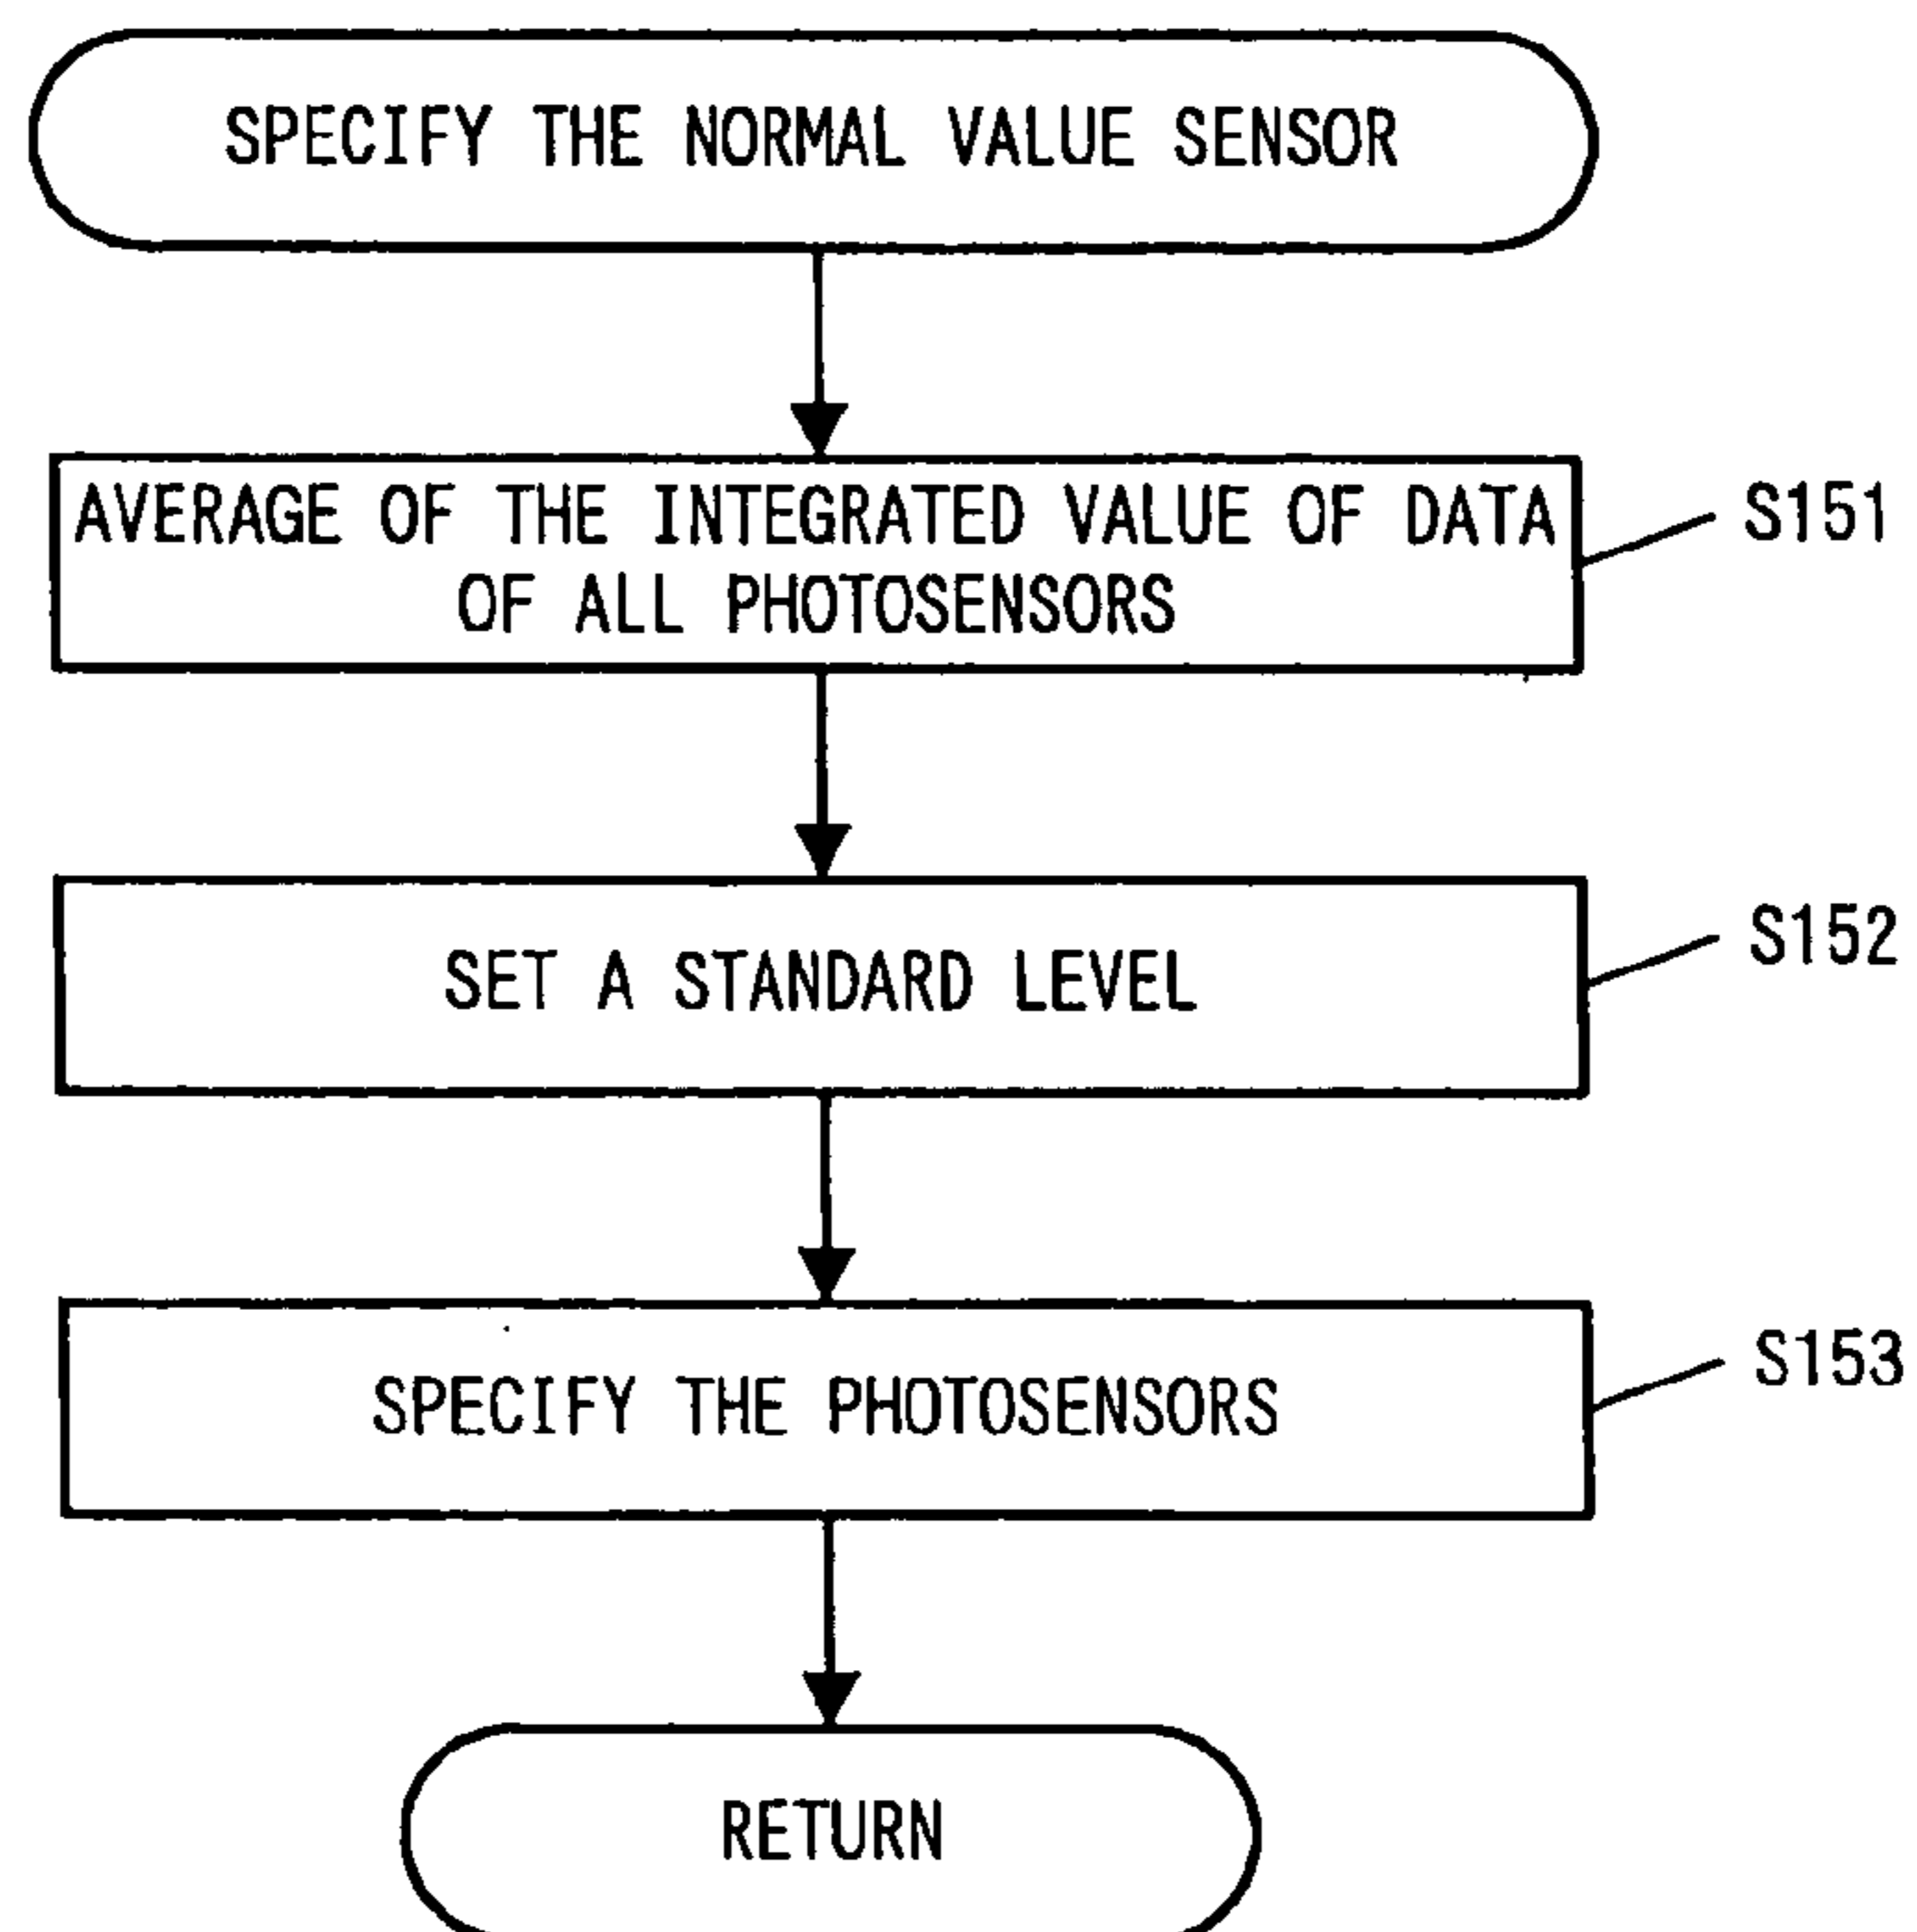 SPECIFY THE NORMAL VALUE SENSOR
AVERAGE OF THE INTEGRATED VALUE OF DATA
OF ALL PHOTOSENSORS
S151
SET A STANDARD LEVEL
S152
SPECIFY THE PHOTOSENSORS
S153
RETURN